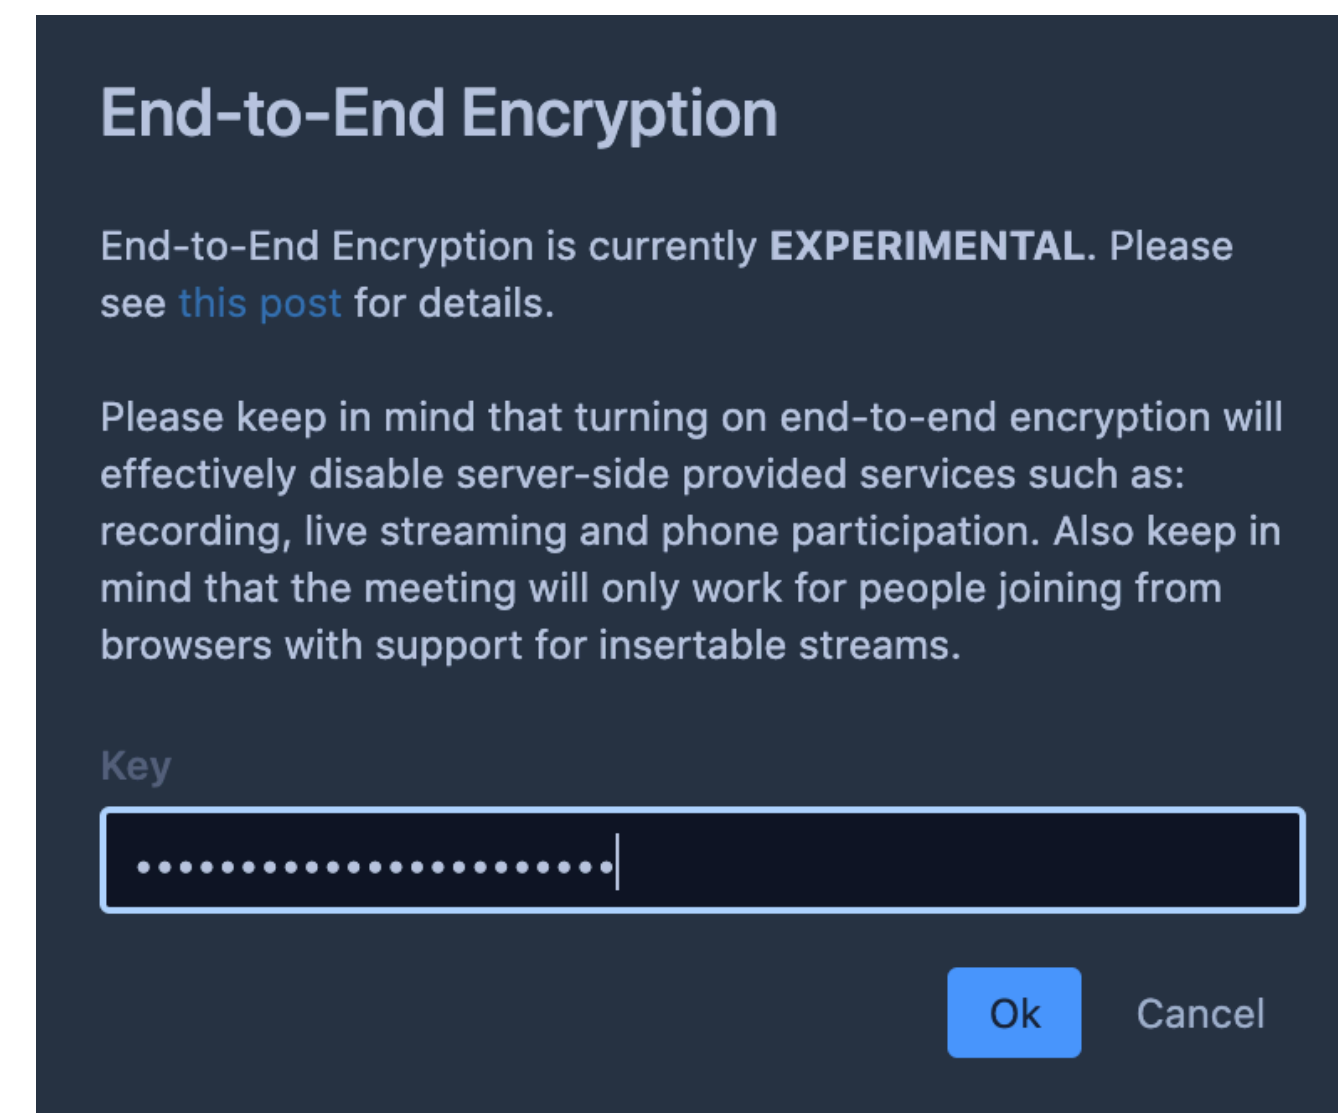 End-to-End Encryption
End-to-End Encryption is currently EXPERIMENTAL. Please
see this post for details.
Please keep in mind that turning on end-to-end encryption will
effectively disable server-side provided services such as:
recording, live streaming and phone participation. Also keep in
mind that the meeting will only work for people joining from
browsers with support for insertable streams.
Key
•••••••••••••••••••••••
Ok Cancel